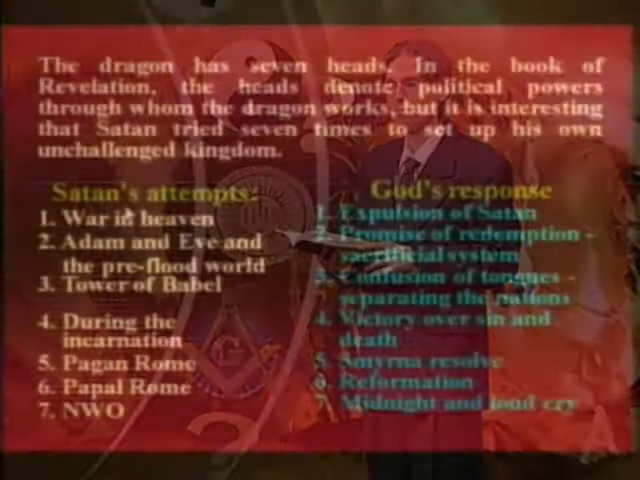 The dragon has seven heads. In the book of
Revelation, the heads denote political powers
through whom the dragon works, but it is interesting
that Satan tried seven times to set up his own
unchallenged kingdom.
Satan's attempts:
1. War in heaven
2. Adam and Eve and
the pre-flood world
3. Tower of Babel
4. During the
incarnation
5. Pagan Rome
6. Papal Rome
7. NWO
God's response
1. Expulsion of Satan
2. Promise of redemption -
sacrificial system
3. Confusion of tongues -
separating the nations
4. Victory over sin and
death
5. Smyrna resolve
6. Reformation
7. Midnight and loud cry
G